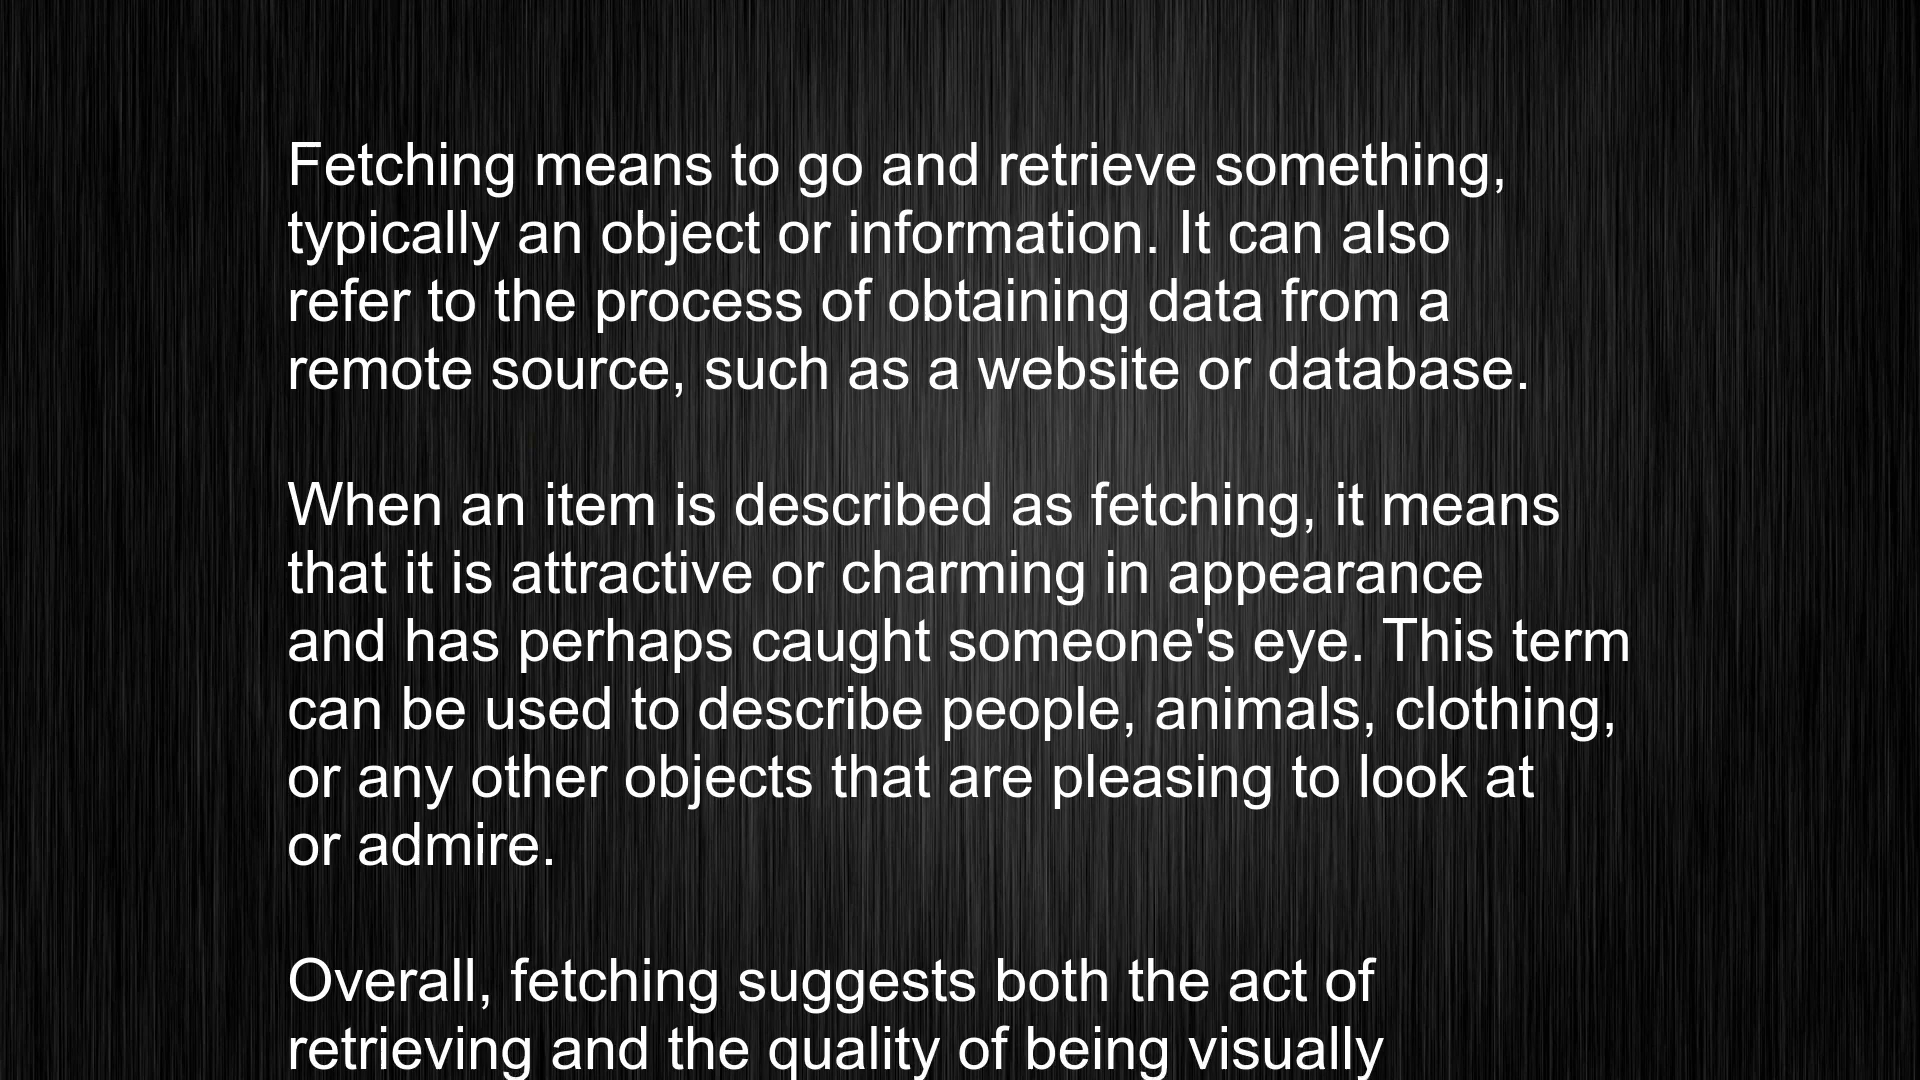 Fetching means to go and retrieve something,
typically an object or information. It can also
refer to the process of obtaining data from a
remote source, such as a website or database.
When an item is described as fetching, it means
that it is attractive or charming in appearance
and has perhaps caught someone's eye. This term
can be used to describe people, animals, clothing,
or any other objects that are pleasing to look at
or admire.
Overall, fetching suggests both the act of
retrieving and the quality of being visually